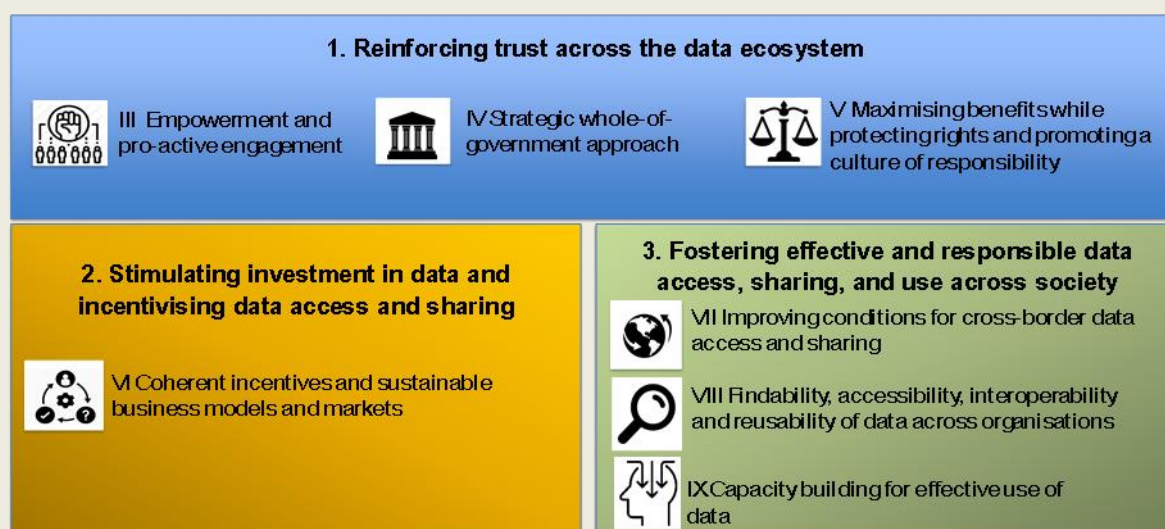 1. Reinforcing trust across the data ecosystem
III Empowerment and
pro-active engagement
IV Strategic whole-of-
government approach
V Maximising benefits while
protecting rights and promoting a
culture of responsibility
2. Stimulating investment in data and
incentivising data access and sharing
VI Coherent incentives and sustainable
business models and markets
3. Fostering effective and responsible data
access, sharing, and use across society
VII Improving conditions for cross-border data
access and sharing
VIII Findability, accessibility, interoperability
and reusability of data across organisations
IX Capacity building for effective use of
data